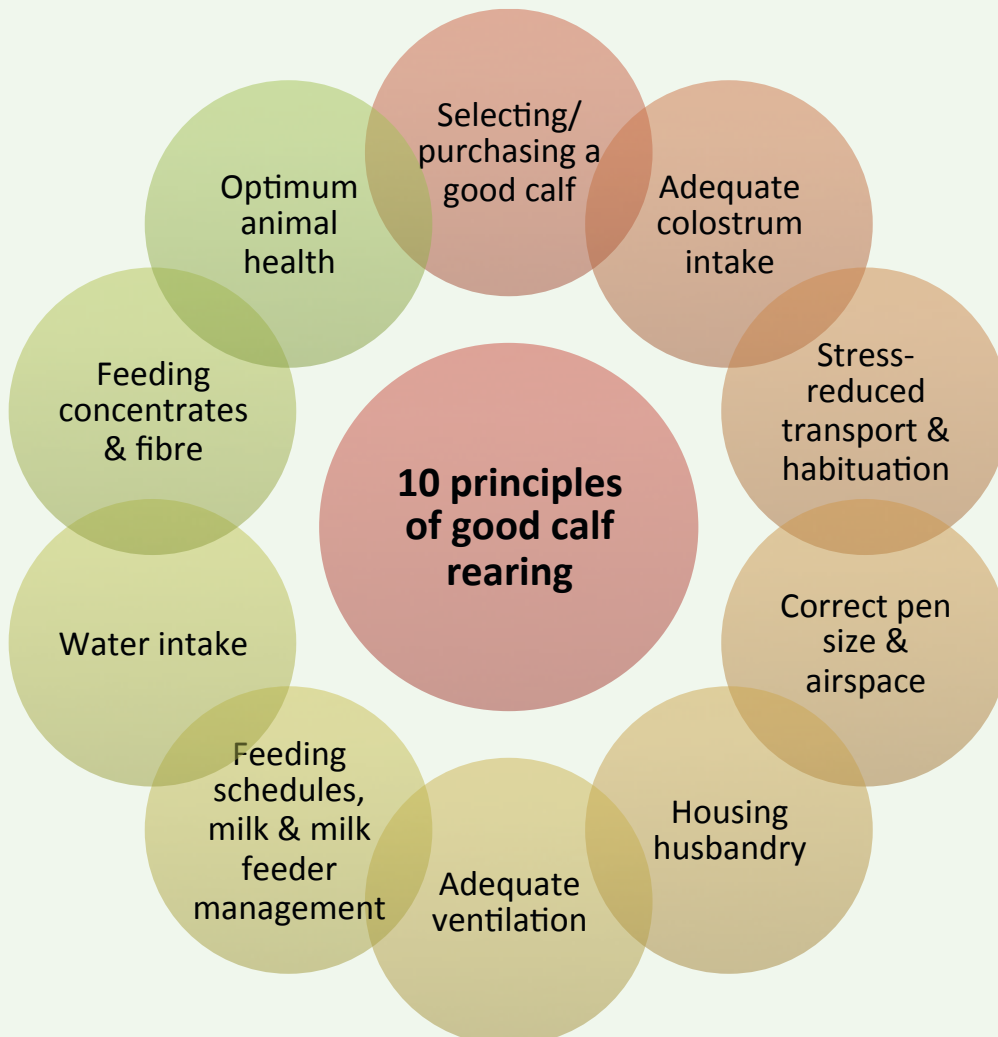 Selecting/
purchasing a
good calf
Adequate
colostrum
intake
Stress-
reduced
transport &
habituation
Correct pen
size &
airspace
Housing
husbandry
Adequate
ventilation
Feeding
schedules,
milk & milk
feeder
management
Water intake
Feeding
concentrates
& fibre
Optimum
animal
health
10 principles
of good calf
rearing